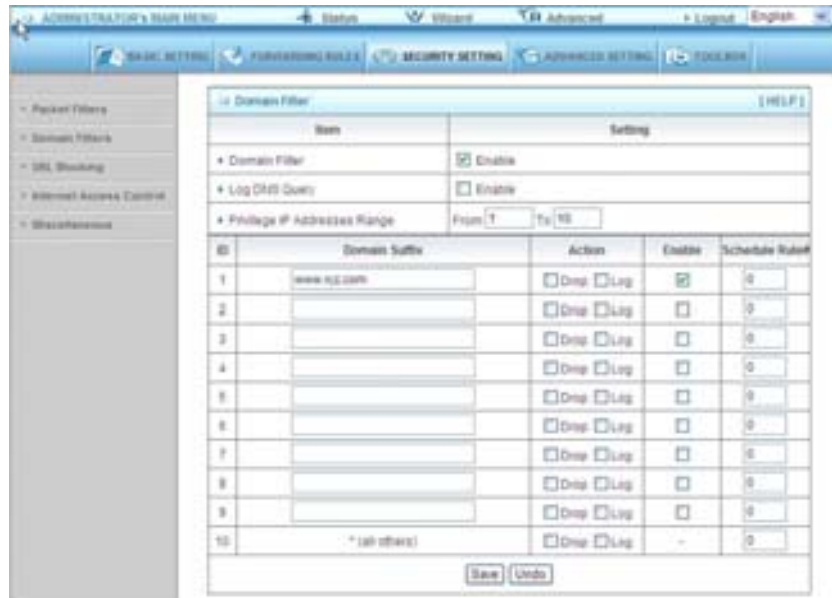 ADMINISTRATOR's MAIN MENU Status Wizard Advanced Logout English
BASIC SETTING FORWARDING RULES SECURITY SETTING ADVANCED SETTING TOOLBOX
Packet Filters
Domain Filters
URL Blocking
Internet Access Control
Miscellaneous
Domain Filter [HELP]
Item Setting
Domain Filter Enable
Log DNS Query Enable
Privilege IP Addresses Range From 1 To 10
ID Domain Suffix Action Enable Schedule Rule#
1 Drop Log 0
2 Drop Log 0
3 Drop Log 0
4 Drop Log 0
5 Drop Log 0
6 Drop Log 0
7 Drop Log 0
8 Drop Log 0
9 Drop Log 0
10 * (all others) Drop Log - 0
Save Undo